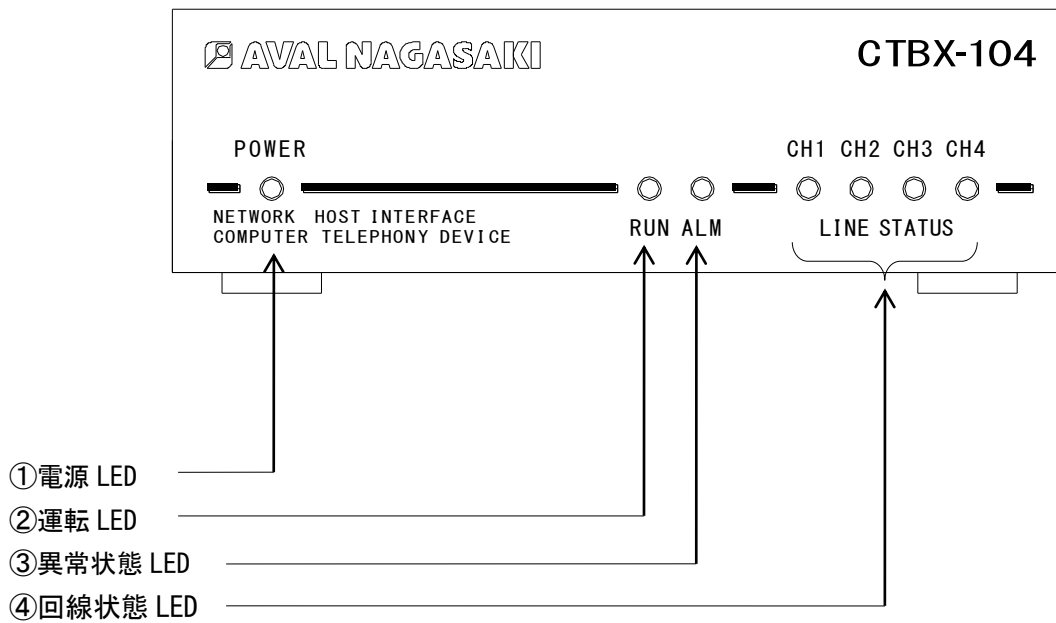 AVAL NAGASAKI
CTBX-104
POWER
CH1 CH2 CH3 CH4
NETWORK HOST INTERFACE
COMPUTER TELEPHONY DEVICE
RUN ALM
LINE STATUS
①電源 LED
②運転 LED
③異常状態 LED
④回線状態 LED